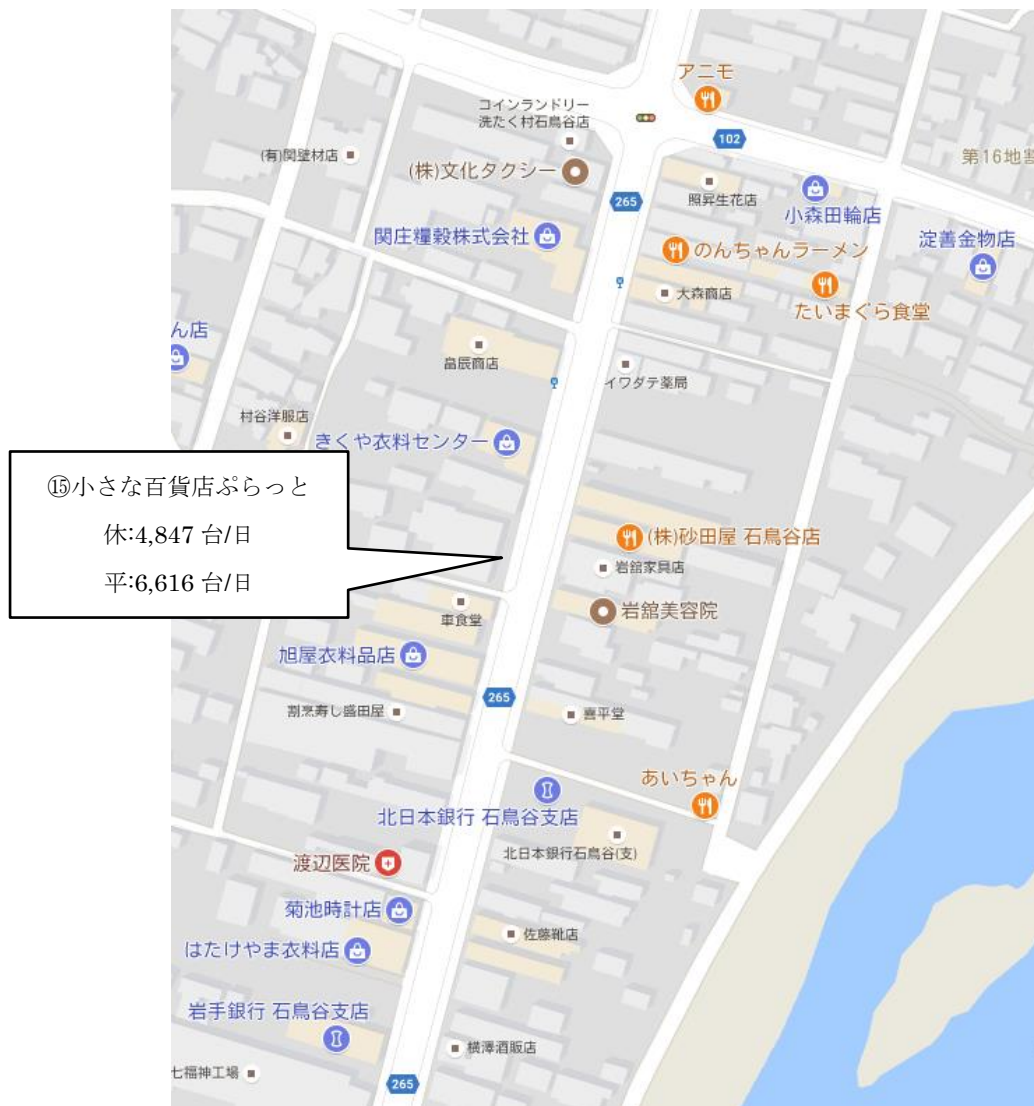 アニモ
コインランドリー
洗たく村石鳥谷店
102
(有)関壁材店
第16地割
(株)文化タクシー
照昇生花店
265
小森田輪店
関庄糧穀株式会社
淀善金物店
のんちゃんラーメン
大森商店
たいまぐら食堂
ん店
畠辰商店
イワダテ薬局
村谷洋服店
きくや衣料センター
⑮小さな百貨店ぷらっと
休:4,847 台/日
平:6,616 台/日
(株)砂田屋 石鳥谷店
岩舘家具店
車食堂
岩舘美容院
旭屋衣料品店
265
割烹寿し盛田屋
喜平堂
あいちゃん
北日本銀行 石鳥谷支店
北日本銀行石鳥谷(支)
渡辺医院
菊池時計店
佐藤靴店
はたけやま衣料店
岩手銀行 石鳥谷支店
横澤酒販店
七福神工場
265